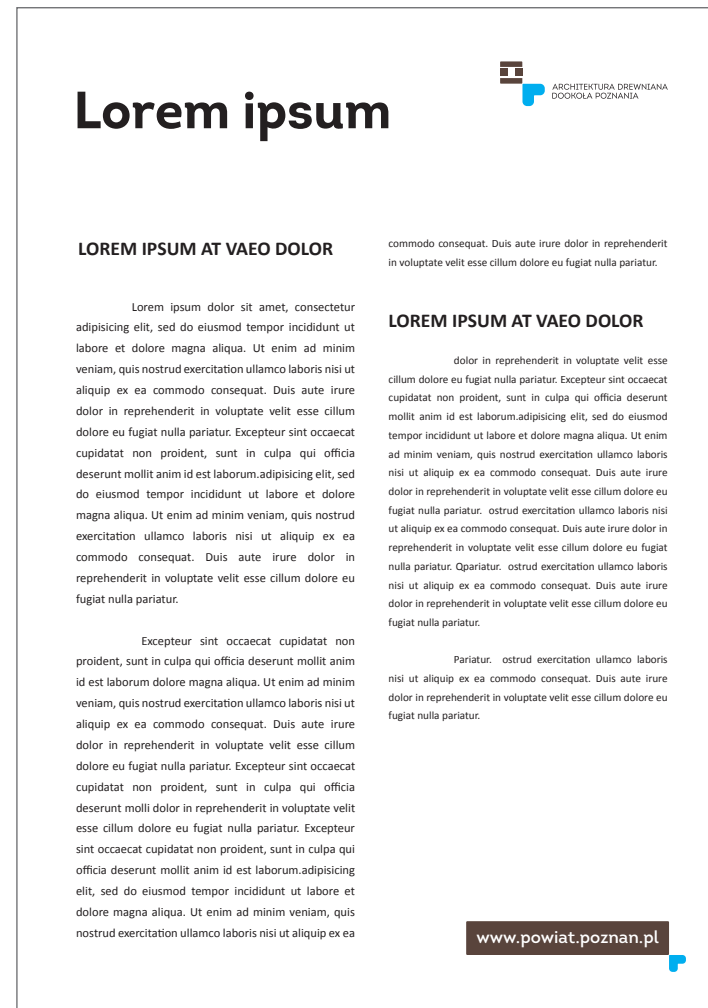 Lorem ipsum
ARCHITEKTURA DREWNIANA
DOOKOŁA POZNANIA
LOREM IPSUM AT VAEO DOLOR
Lorem ipsum dolor sit amet, consectetur
adipisicing elit, sed do eiusmod tempor incididunt ut
labore et dolore magna aliqua. Ut enim ad minim
veniam, quis nostrud exercitation ullamco laboris nisi ut
aliquip ex ea commodo consequat. Duis aute irure
dolor in reprehenderit in voluptate velit esse cillum
dolore eu fugiat nulla pariatur. Excepteur sint occaecat
cupidatat non proident, sunt in culpa qui officia
deserunt mollit anim id est laborum.adipisicing elit, sed
do eiusmod tempor incididunt ut labore et dolore
magna aliqua. Ut enim ad minim veniam, quis nostrud
exercitation ullamco laboris nisi ut aliquip ex ea
commodo consequat. Duis aute irure dolor in
reprehenderit in voluptate velit esse cillum dolore eu
fugiat nulla pariatur.
Excepteur sint occaecat cupidatat non
proident, sunt in culpa qui officia deserunt mollit anim
id est laborum dolore magna aliqua. Ut enim ad minim
veniam, quis nostrud exercitation ullamco laboris nisi ut
aliquip ex ea commodo consequat. Duis aute irure
dolor in reprehenderit in voluptate velit esse cillum
dolore eu fugiat nulla pariatur. Excepteur sint occaecat
cupidatat non proident, sunt in culpa qui officia
deserunt molli dolor in reprehenderit in voluptate velit
esse cillum dolore eu fugiat nulla pariatur. Excepteur
sint occaecat cupidatat non proident, sunt in culpa qui
officia deserunt mollit anim id est laborum.adipisicing
elit, sed do eiusmod tempor incididunt ut labore et
dolore magna aliqua. Ut enim ad minim veniam, quis
nostrud exercitation ullamco laboris nisi ut aliquip ex ea
commodo consequat. Duis aute irure dolor in reprehenderit
in voluptate velit esse cillum dolore eu fugiat nulla pariatur.
LOREM IPSUM AT VAEO DOLOR
dolor in reprehenderit in voluptate velit esse
cillum dolore eu fugiat nulla pariatur. Excepteur sint occaecat
cupidatat non proident, sunt in culpa qui officia deserunt
mollit anim id est laborum.adipisicing elit, sed do eiusmod
tempor incididunt ut labore et dolore magna aliqua. Ut enim
ad minim veniam, quis nostrud exercitation ullamco laboris
nisi ut aliquip ex ea commodo consequat. Duis aute irure
dolor in reprehenderit in voluptate velit esse cillum dolore eu
fugiat nulla pariatur. ostrud exercitation ullamco laboris nisi
ut aliquip ex ea commodo consequat. Duis aute irure dolor in
reprehenderit in voluptate velit esse cillum dolore eu fugiat
nulla pariatur. Qpariatur. ostrud exercitation ullamco laboris
nisi ut aliquip ex ea commodo consequat. Duis aute irure
dolor in reprehenderit in voluptate velit esse cillum dolore eu
fugiat nulla pariatur.
Pariatur. ostrud exercitation ullamco laboris
nisi ut aliquip ex ea commodo consequat. Duis aute irure
dolor in reprehenderit in voluptate velit esse cillum dolore eu
fugiat nulla pariatur.
www.powiat.poznan.pl